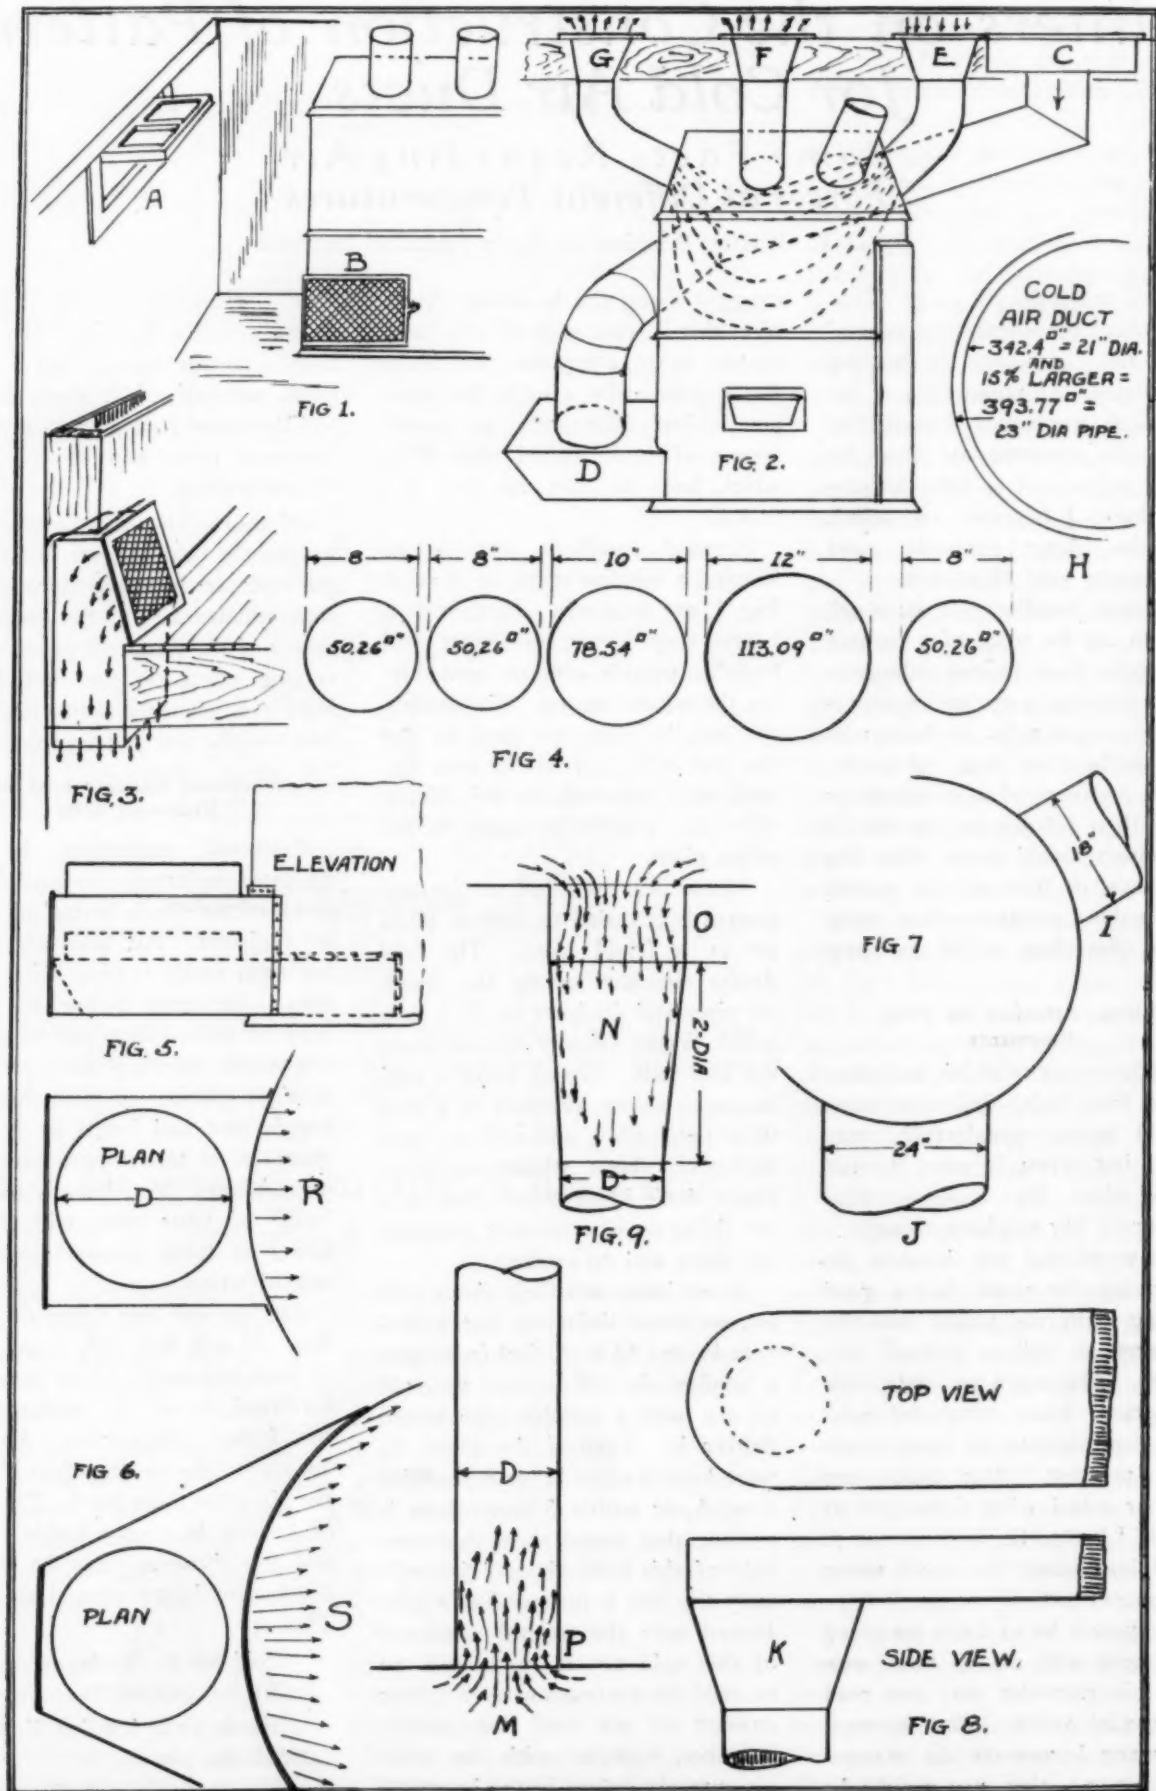 A
B
FIG 1.
G
F
E
C
D
FIG. 2.
COLD
AIR DUCT
342.4□" = 21" DIA.
AND
15% LARGER =
393.77□" =
23" DIA PIPE.
H
FIG. 3.
8
8"
10"
12"
8"
50.26□"
50.26□"
78.54□"
113.09□"
50.26□"
FIG 4.
ELEVATION
FIG. 5.
PLAN
D
R
O
N
2-DIA
D
FIG. 9.
FIG 7
18"
I
24"
J
FIG 6
PLAN
S
D
P
M
TOP VIEW
K
SIDE VIEW.
FIG 8.